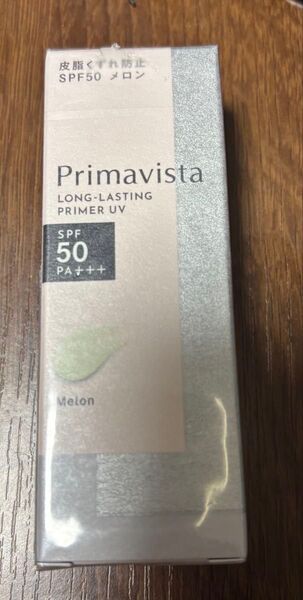 皮脂くずれ防止
SPF50 メロン
Primavista
LONG-LASTING
PRIMER UV
SPF
50
PA+++
Melon